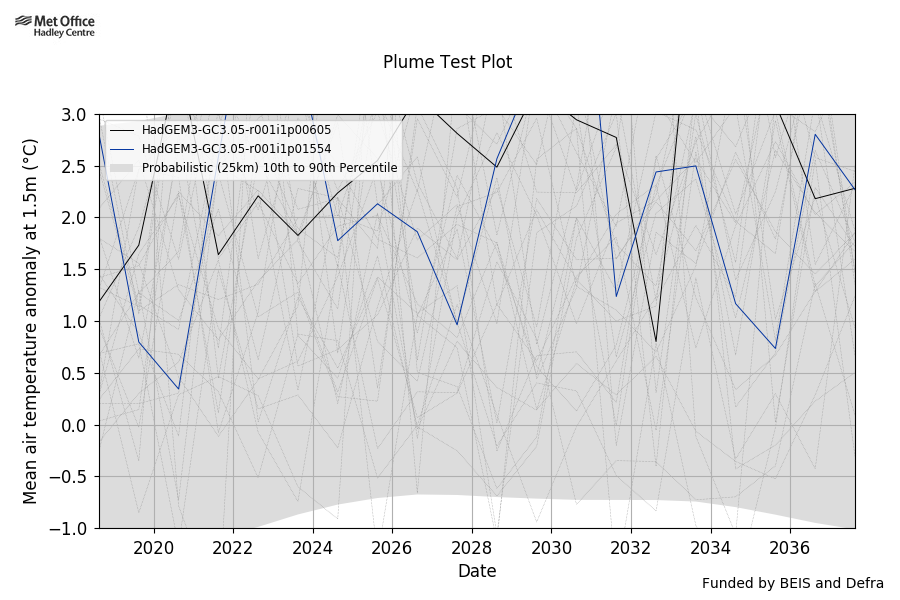 Met Office
Hadley Centre
Plume Test Plot
3.0
2.5
2.0
1.5
1.0
0.5
0.0
−0.5
−1.0
Mean air temperature anomaly at 1.5m (°C)
HadGEM3-GC3.05-r001i1p00605
HadGEM3-GC3.05-r001i1p01554
Probabilistic (25km) 10th to 90th Percentile
2020 2022 2024 2026 2028 2030 2032 2034 2036
Date
Funded by BEIS and Defra